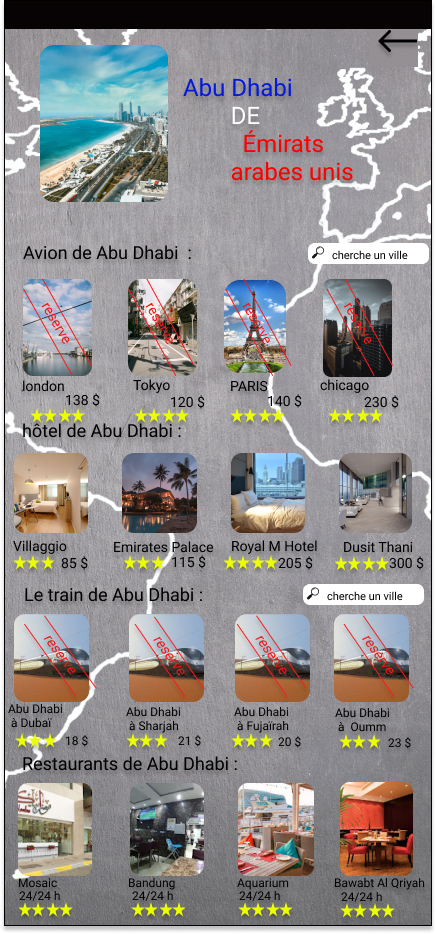 Abu Dhabi
DE
Émirats
arabes unis
Avion de Abu Dhabi :
cherche un ville
reserve
reserve
reserve
reserve
london
Tokyo
PARIS
chicago
138 $
120 $
140 $
230 $
hôtel de Abu Dhabi :
Villaggio
Emirates Palace
Royal M Hotel
Dusit Thani
85 $
115 $
205 $
300 $
Le train de Abu Dhabi :
cherche un ville
reserve
reserve
reserve
reserve
Abu Dhabi
à Dubaï
Abu Dhabi
à Sharjah
Abu Dhabi
à Fujaïrah
Abu Dhabi
à Oumm
18 $
21 $
20 $
23 $
Restaurants de Abu Dhabi :
Mosaic
24/24 h
Bandung
24/24 h
Aquarium
24/24 h
Bawabt Al Qriyah
24/24 h